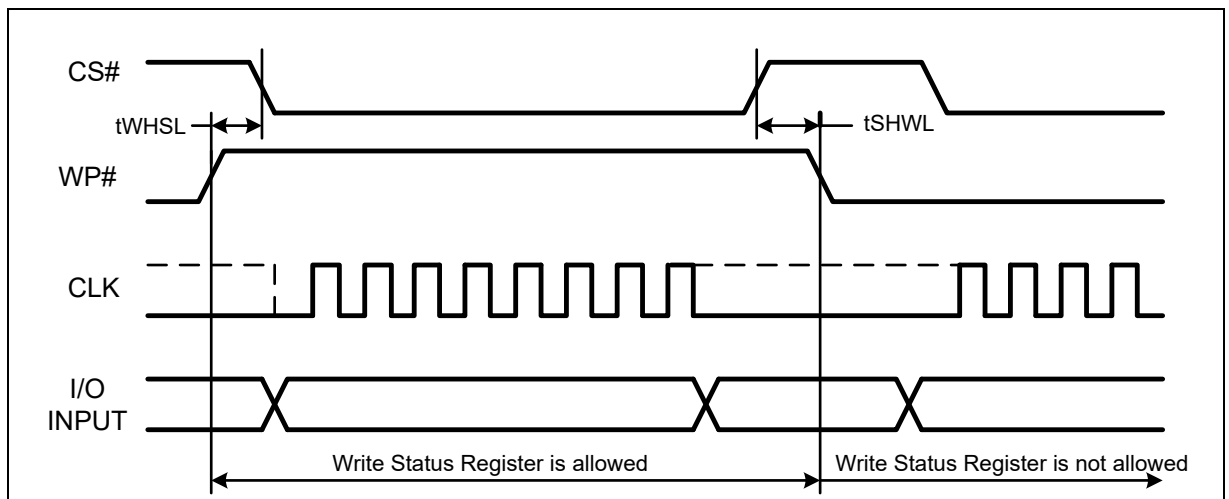 CS#
tWHSL
tSHWL
WP#
CLK
I/O
INPUT
Write Status Register is allowed
Write Status Register is not allowed